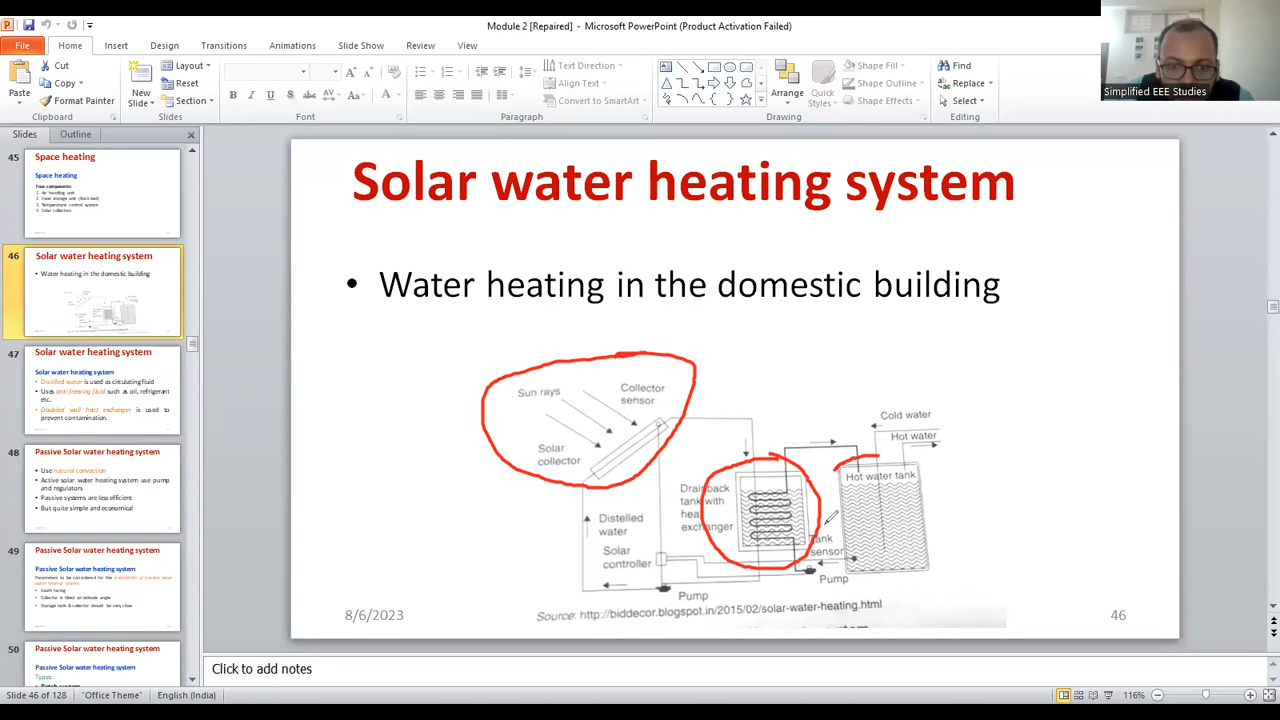 Module 2 [Repaired] - Microsoft PowerPoint (Product Activation Failed)
File Home Insert Design Transitions Animations Slide Show Review View
Simplified EEE Studies
Paste
Cut
Copy
Format Painter
Clipboard
New
Slide
Layout
Reset
Section
Slides
B I U S abc AV Aa A
Font
Text Direction
Align Text
Convert to SmartArt
Paragraph
Arrange
Quick
Styles
Shape Fill
Shape Outline
Shape Effects
Drawing
Find
Replace
Select
Editing
Slides Outline
45
Space heating
Space heating
Four components:
1. Air handling unit
2. Heat storage unit (Rock bed)
3. Temperature control system
4. Solar collectors
46
Solar water heating system
• Water heating in the domestic building
47
Solar water heating system
Solar water heating system
• Distilled water is used as circulating fluid
• Uses anti freezing fluid such as oil, refrigerant
etc.
• Doubled wall heat exchanger is used to
prevent contamination.
48
Passive Solar water heating system
• Use natural convection
• Active solar water heating system use pump
and regulators
• Passive systems are less efficient
• But quite simple and economical
49
Passive Solar water heating system
Passive Solar water heating system
Parameters to be considered for the installation of passive solar
water heating system:
• South facing
• Collector is tilted on latitude angle
• Storage tank & collector should be very close
50
Passive Solar water heating system
Passive Solar water heating system
Types:
Solar water heating system
• Water heating in the domestic building
Sun rays
Collector
sensor
Solar
collector
Cold water
Hot water
Hot water tank
Drainback
tank with
heat
exchanger
Distelled
water
Tank
sensor
Solar
controller
Pump
Pump
Source: http://biddecor.blogspot.in/2015/02/solar-water-heating.html
8/6/2023
46
Click to add notes
Slide 46 of 128 "Office Theme" English (India) 116%